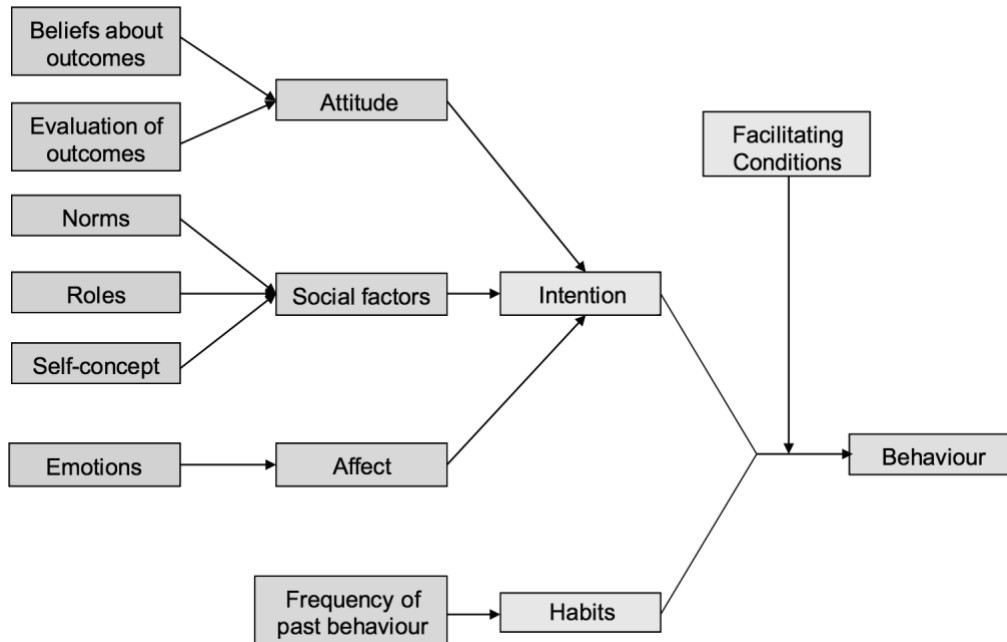 Beliefs about
outcomes
Evaluation of
outcomes
Attitude
Facilitating
Conditions
Norms
Roles
Self-concept
Social factors
Intention
Emotions
Affect
Behaviour
Frequency of
past behaviour
Habits